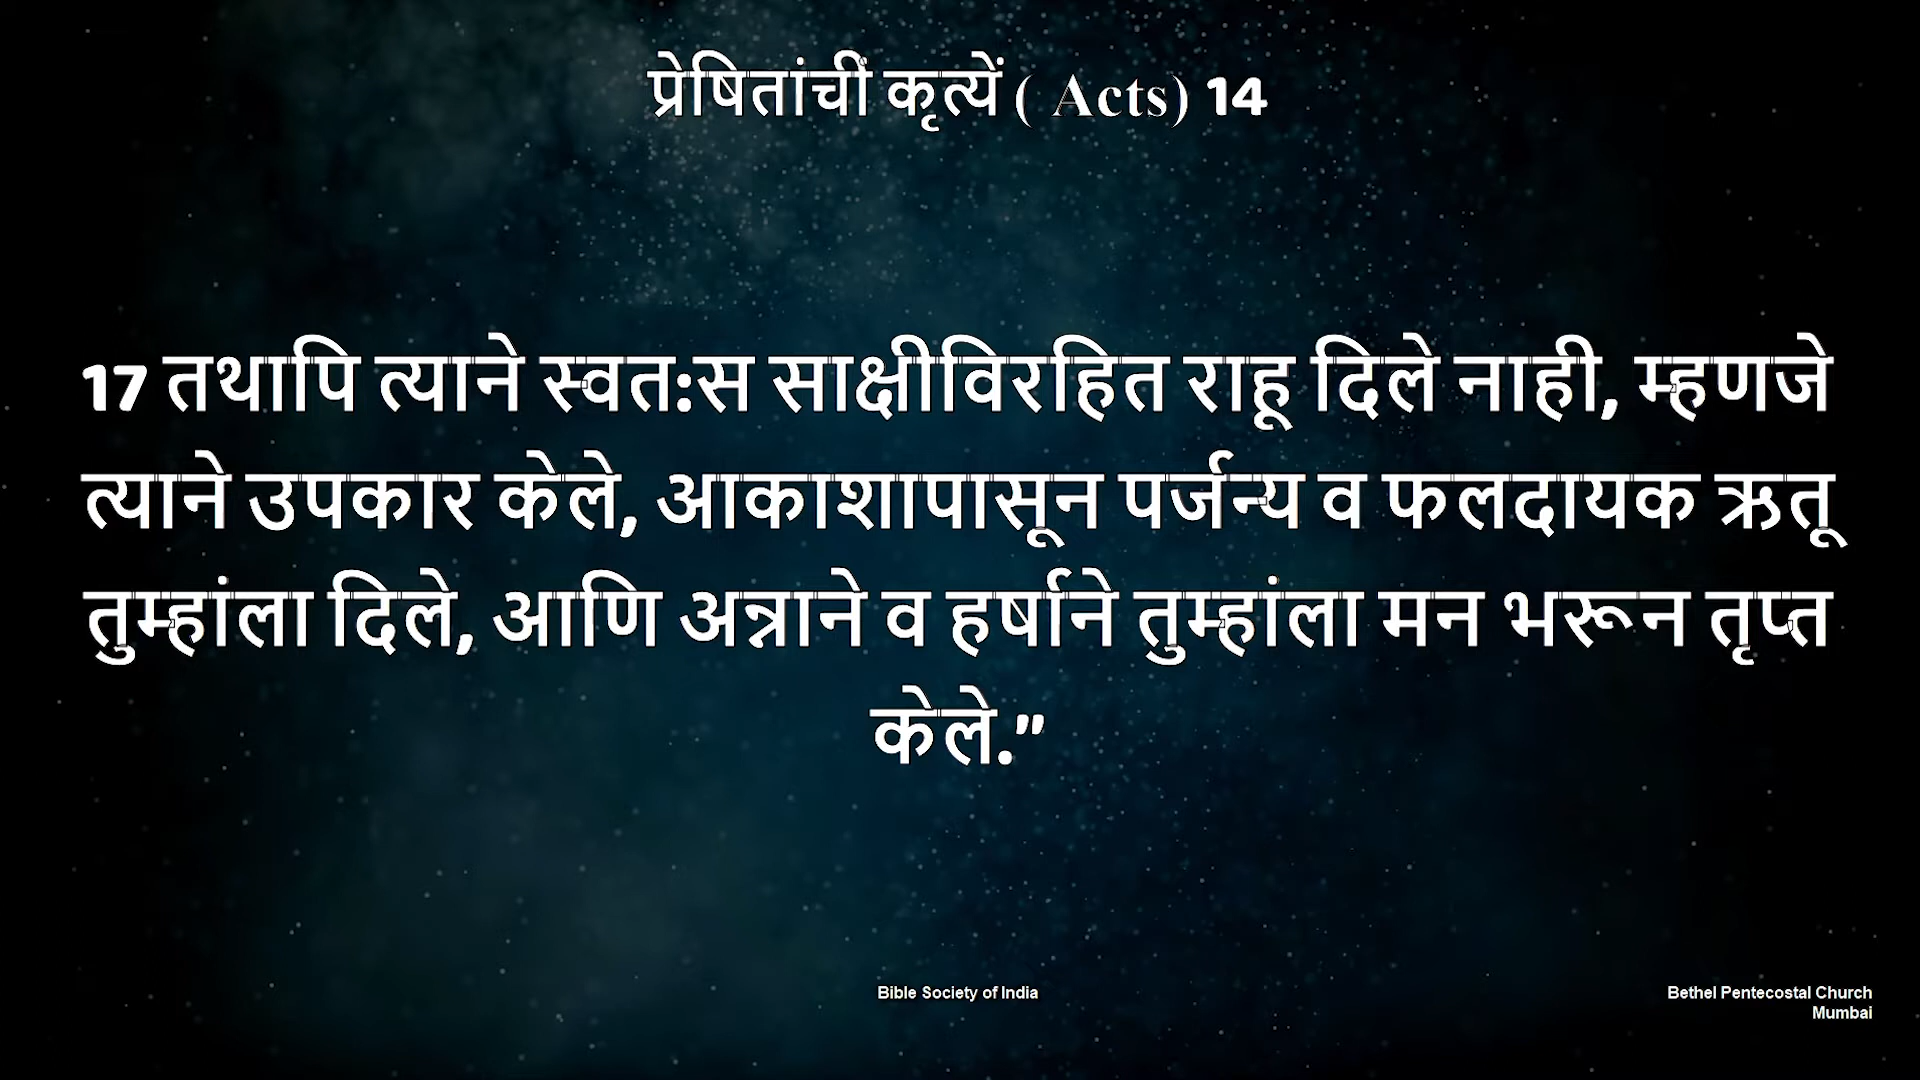 प्रेषितांचीं कृत्यें ( Acts) 14
17 तथापि त्याने स्वत:स साक्षीविरहित राहू दिले नाही, म्हणजे
त्याने उपकार केले, आकाशापासून पर्जन्य व फलदायक ऋतू
तुम्हांला दिले, आणि अन्नाने व हर्षाने तुम्हांला मन भरून तृप्त
केले.”
Bible Society of India
Bethel Pentecostal Church
Mumbai